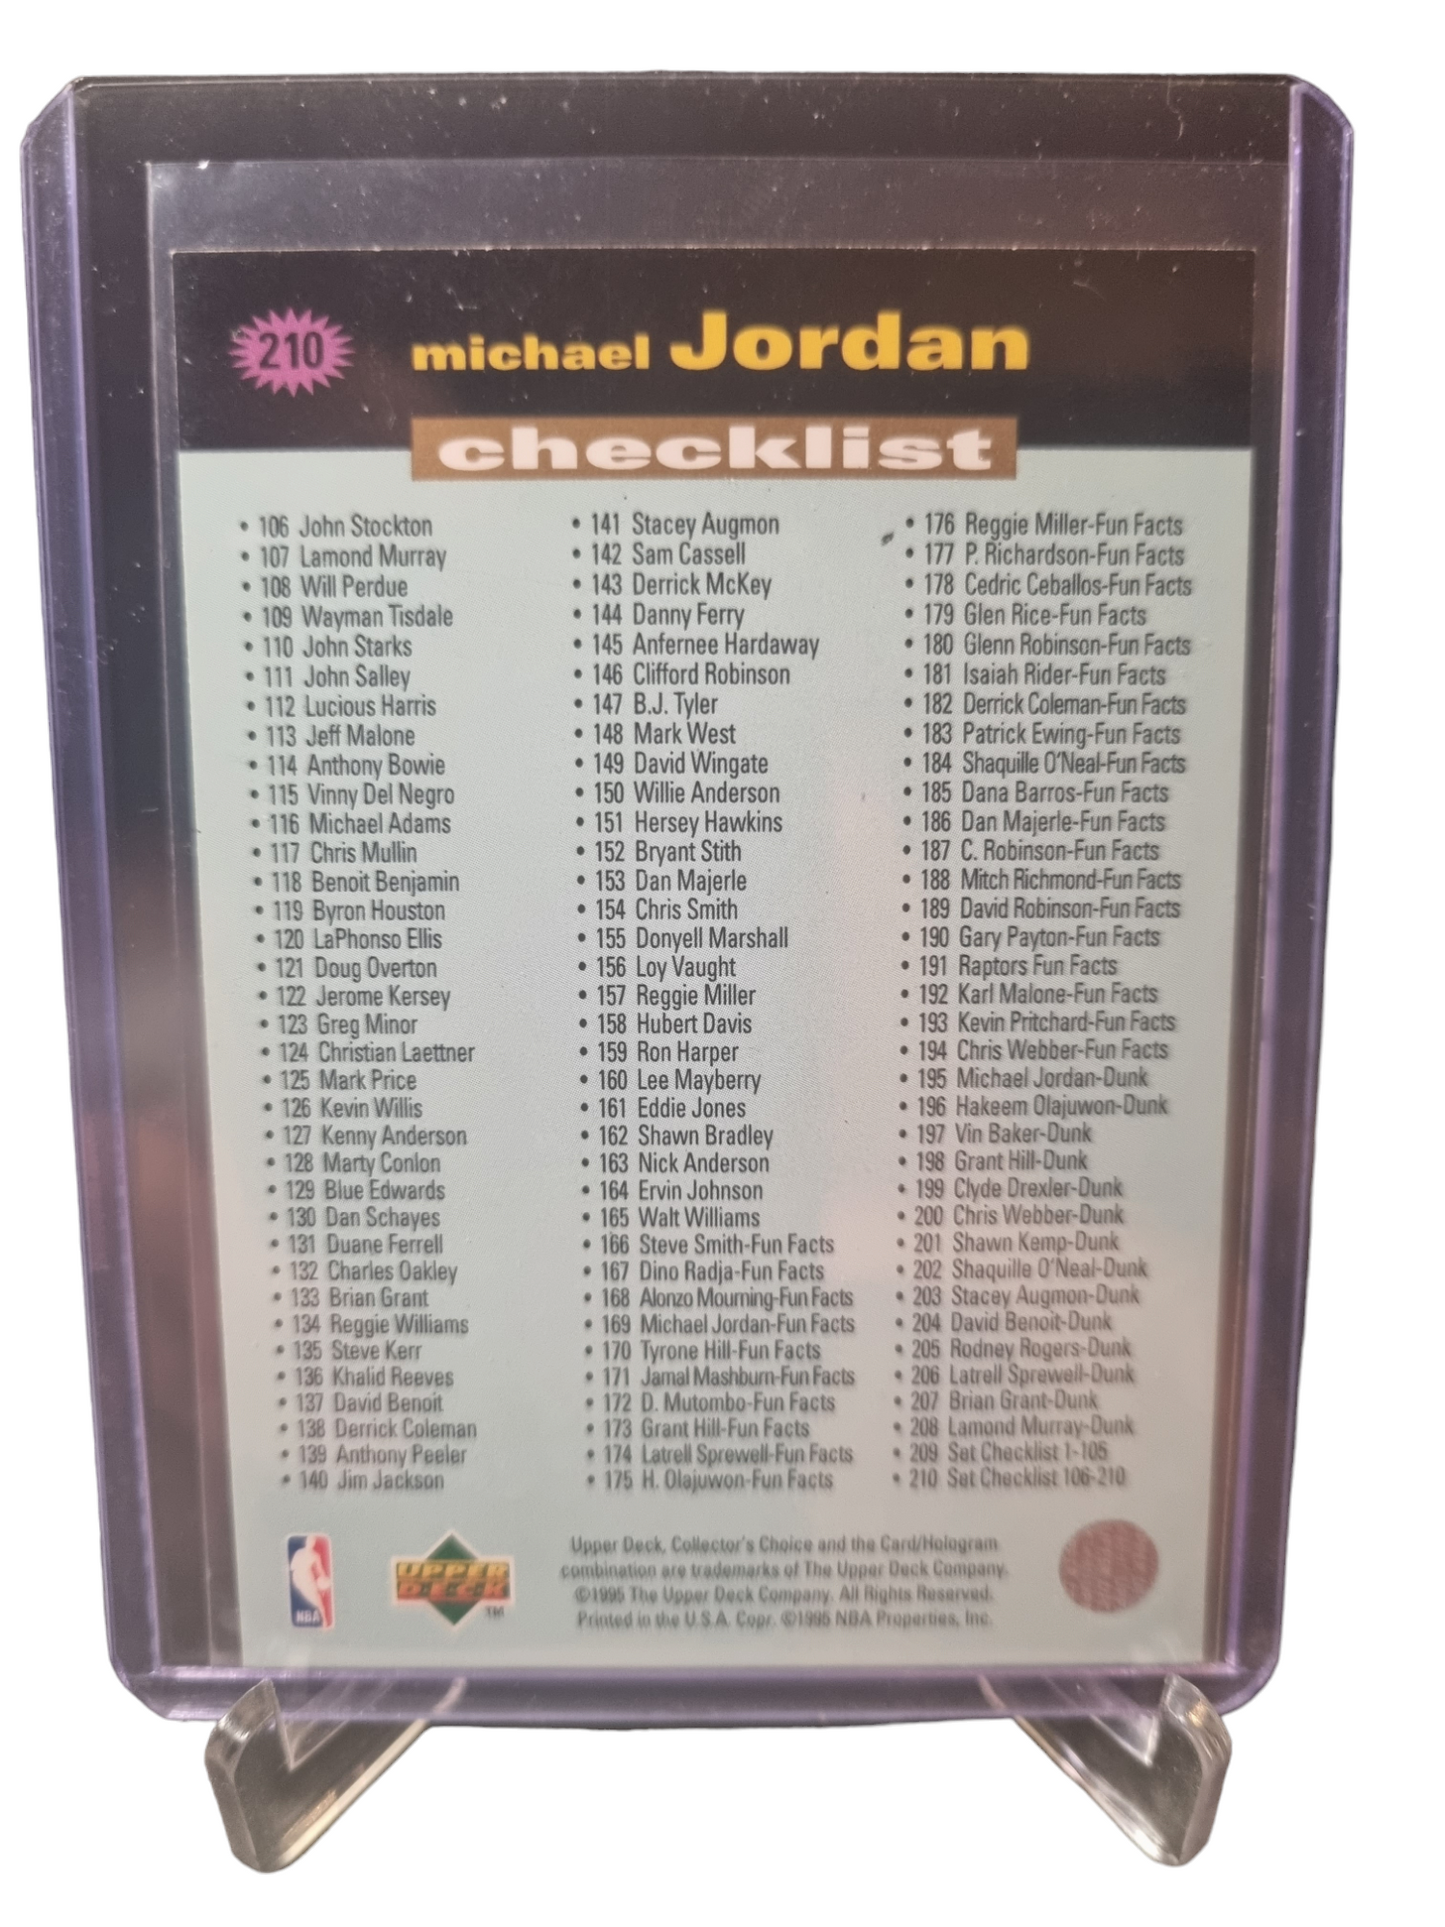 210
michael Jordan
checklist
• 106 John Stockton
• 107 Lamond Murray
• 108 Will Perdue
• 109 Wayman Tisdale
• 110 John Starks
• 111 John Salley
• 112 Lucious Harris
• 113 Jeff Malone
• 114 Anthony Bowie
• 115 Vinny Del Negro
• 116 Michael Adams
• 117 Chris Mullin
• 118 Benoit Benjamin
• 119 Byron Houston
• 120 LaPhonso Ellis
• 121 Doug Overton
• 122 Jerome Kersey
• 123 Greg Minor
• 124 Christian Laettner
• 125 Mark Price
• 126 Kevin Willis
• 127 Kenny Anderson
• 128 Marty Conlon
• 129 Blue Edwards
• 130 Dan Schayes
• 131 Duane Ferrell
• 132 Charles Oakley
• 133 Brian Grant
• 134 Reggie Williams
• 135 Steve Kerr
• 136 Khalid Reeves
• 137 David Benoit
• 138 Derrick Coleman
• 139 Anthony Peeler
• 140 Jim Jackson
• 141 Stacey Augmon
• 142 Sam Cassell
• 143 Derrick McKey
• 144 Danny Ferry
• 145 Anfernee Hardaway
• 146 Clifford Robinson
• 147 B.J. Tyler
• 148 Mark West
• 149 David Wingate
• 150 Willie Anderson
• 151 Hersey Hawkins
• 152 Bryant Stith
• 153 Dan Majerle
• 154 Chris Smith
• 155 Donyell Marshall
• 156 Loy Vaught
• 157 Reggie Miller
• 158 Hubert Davis
• 159 Ron Harper
• 160 Lee Mayberry
• 161 Eddie Jones
• 162 Shawn Bradley
• 163 Nick Anderson
• 164 Ervin Johnson
• 165 Walt Williams
• 166 Steve Smith-Fun Facts
• 167 Dino Radja-Fun Facts
• 168 Alonzo Mourning-Fun Facts
• 169 Michael Jordan-Fun Facts
• 170 Tyrone Hill-Fun Facts
• 171 Jamal Mashburn-Fun Facts
• 172 D. Mutombo-Fun Facts
• 173 Grant Hill-Fun Facts
• 174 Latrell Sprewell-Fun Facts
• 175 H. Olajuwon-Fun Facts
• 176 Reggie Miller-Fun Facts
• 177 P. Richardson-Fun Facts
• 178 Cedric Ceballos-Fun Facts
• 179 Glen Rice-Fun Facts
• 180 Glenn Robinson-Fun Facts
• 181 Isaiah Rider-Fun Facts
• 182 Derrick Coleman-Fun Facts
• 183 Patrick Ewing-Fun Facts
• 184 Shaquille O'Neal-Fun Facts
• 185 Dana Barros-Fun Facts
• 186 Dan Majerle-Fun Facts
• 187 C. Robinson-Fun Facts
• 188 Mitch Richmond-Fun Facts
• 189 David Robinson-Fun Facts
• 190 Gary Payton-Fun Facts
• 191 Raptors Fun Facts
• 192 Karl Malone-Fun Facts
• 193 Kevin Pritchard-Fun Facts
• 194 Chris Webber-Fun Facts
• 195 Michael Jordan-Dunk
• 196 Hakeem Olajuwon-Dunk
• 197 Vin Baker-Dunk
• 198 Grant Hill-Dunk
• 199 Clyde Drexler-Dunk
• 200 Chris Webber-Dunk
• 201 Shawn Kemp-Dunk
• 202 Shaquille O'Neal-Dunk
• 203 Stacey Augmon-Dunk
• 204 David Benoit-Dunk
• 205 Rodney Rogers-Dunk
• 206 Latrell Sprewell-Dunk
• 207 Brian Grant-Dunk
• 208 Lamond Murray-Dunk
• 209 Set Checklist 1-105
• 210 Set Checklist 106-210
NBA
UPPER
DECK
TM
Upper Deck, Collector's Choice and the Card/Hologram
combination are trademarks of The Upper Deck Company.
©1995 The Upper Deck Company. All Rights Reserved.
Printed in the U.S.A. Copr. ©1995 NBA Properties, Inc.